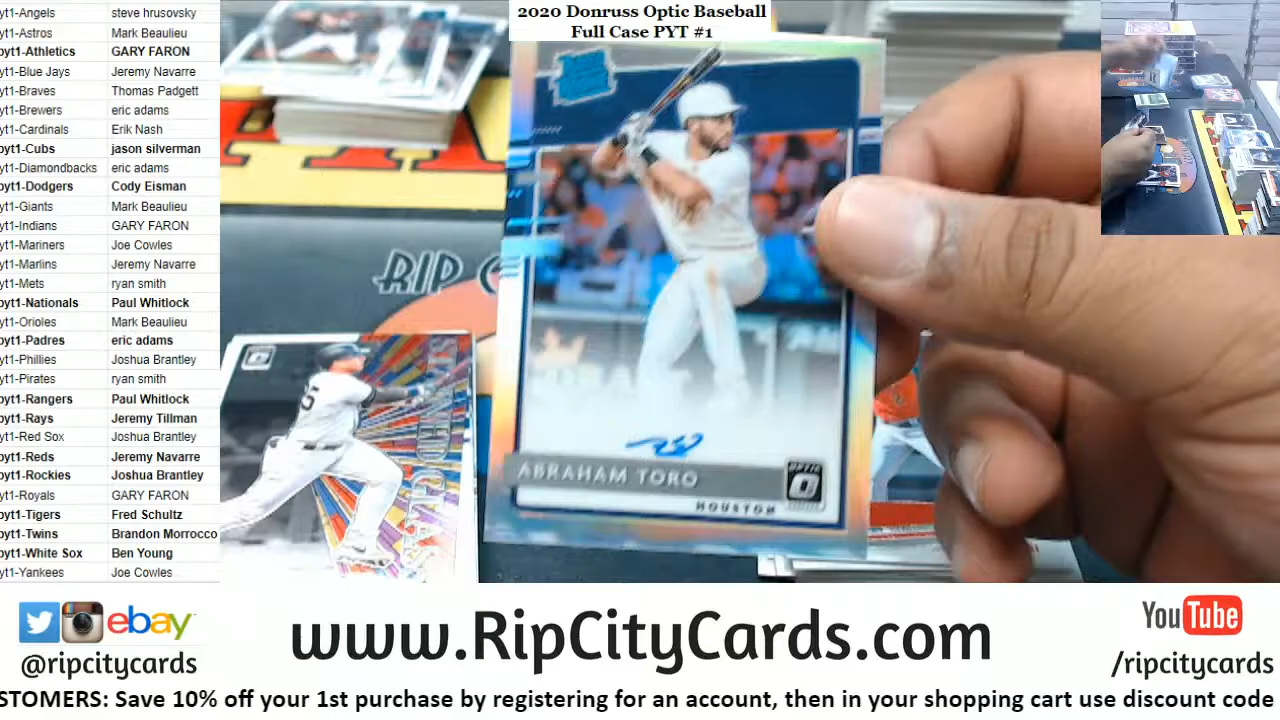 2020 Donruss Optic Baseball
Full Case PYT #1
yt1-Angels steve hrusovsky
yt1-Astros Mark Beaulieu
pyt1-Athletics GARY FARON
yt1-Blue Jays Jeremy Navarre
yt1-Braves Thomas Padgett
yt1-Brewers eric adams
yt1-Cardinals Erik Nash
pyt1-Cubs jason silverman
yt1-Diamondbacks eric adams
pyt1-Dodgers Cody Eisman
yt1-Giants Mark Beaulieu
yt1-Indians GARY FARON
yt1-Mariners Joe Cowles
yt1-Marlins Jeremy Navarre
yt1-Mets ryan smith
pyt1-Nationals Paul Whitlock
yt1-Orioles Mark Beaulieu
pyt1-Padres eric adams
yt1-Phillies Joshua Brantley
yt1-Pirates ryan smith
pyt1-Rangers Paul Whitlock
pyt1-Rays Jeremy Tillman
yt1-Red Sox Joshua Brantley
pyt1-Reds Jeremy Navarre
pyt1-Rockies Joshua Brantley
yt1-Royals GARY FARON
pyt1-Tigers Fred Schultz
pyt1-Twins Brandon Morrocco
pyt1-White Sox Ben Young
yt1-Yankees Joe Cowles
RIP C
ABRAHAM TORO
OPTIC
HOUSTON
ebay
@ripcitycards
www.RipCityCards.com
YouTube
/ripcitycards
STOMERS: Save 10% off your 1st purchase by registering for an account, then in your shopping cart use discount code